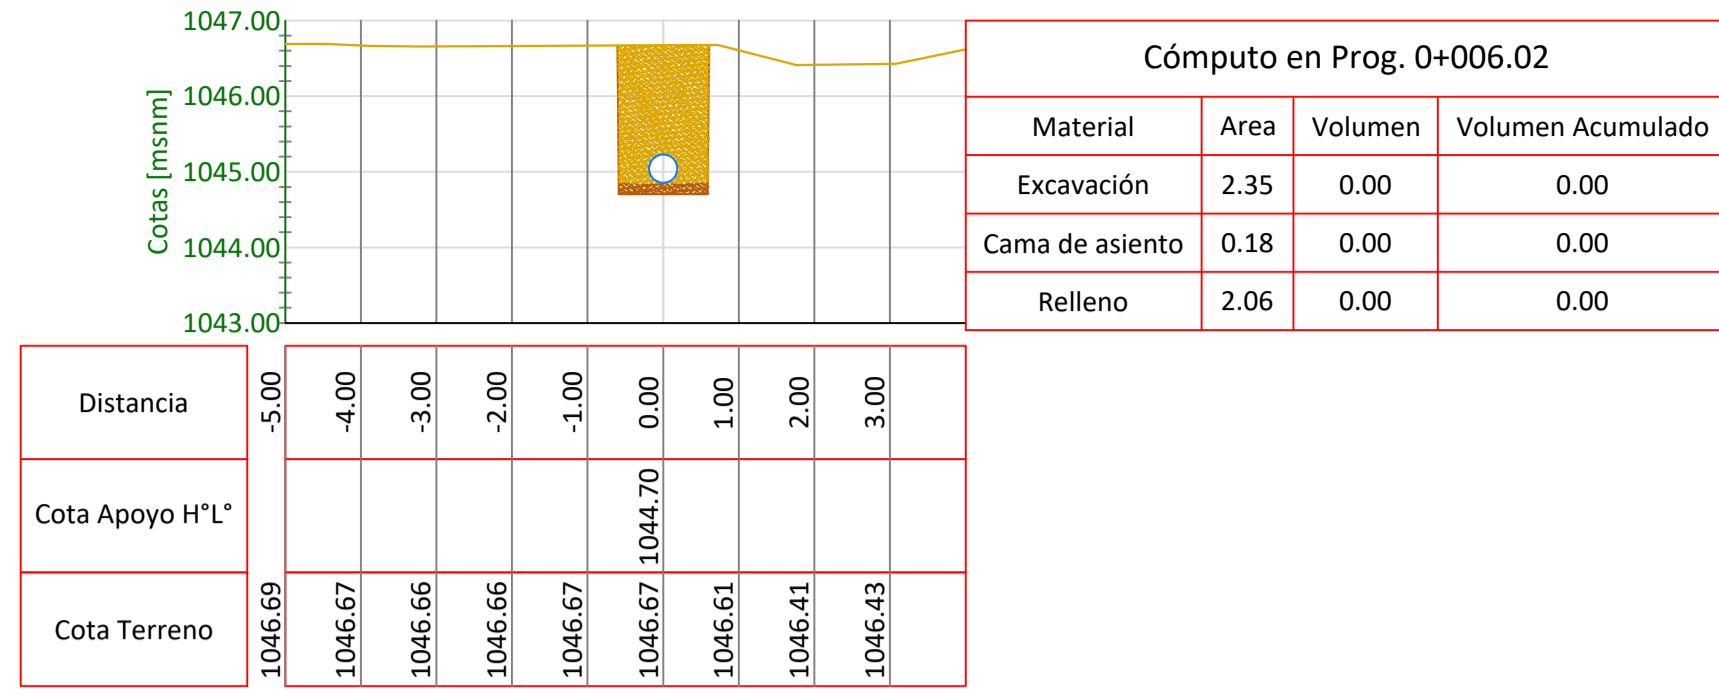 1047.00
1046.00
1045.00
1044.00
1043.00
Cotas [msnm]
Cómputo en Prog. 0+006.02
Material Area Volumen Volumen Acumulado
Excavación 2.35 0.00 0.00
Cama de asiento 0.18 0.00 0.00
Relleno 2.06 0.00 0.00
Distancia -5.00 -4.00 -3.00 -2.00 -1.00 0.00 1.00 2.00 3.00
Cota Apoyo H°L° 1044.70
Cota Terreno 1046.69 1046.67 1046.66 1046.66 1046.67 1046.67 1046.61 1046.41 1046.43